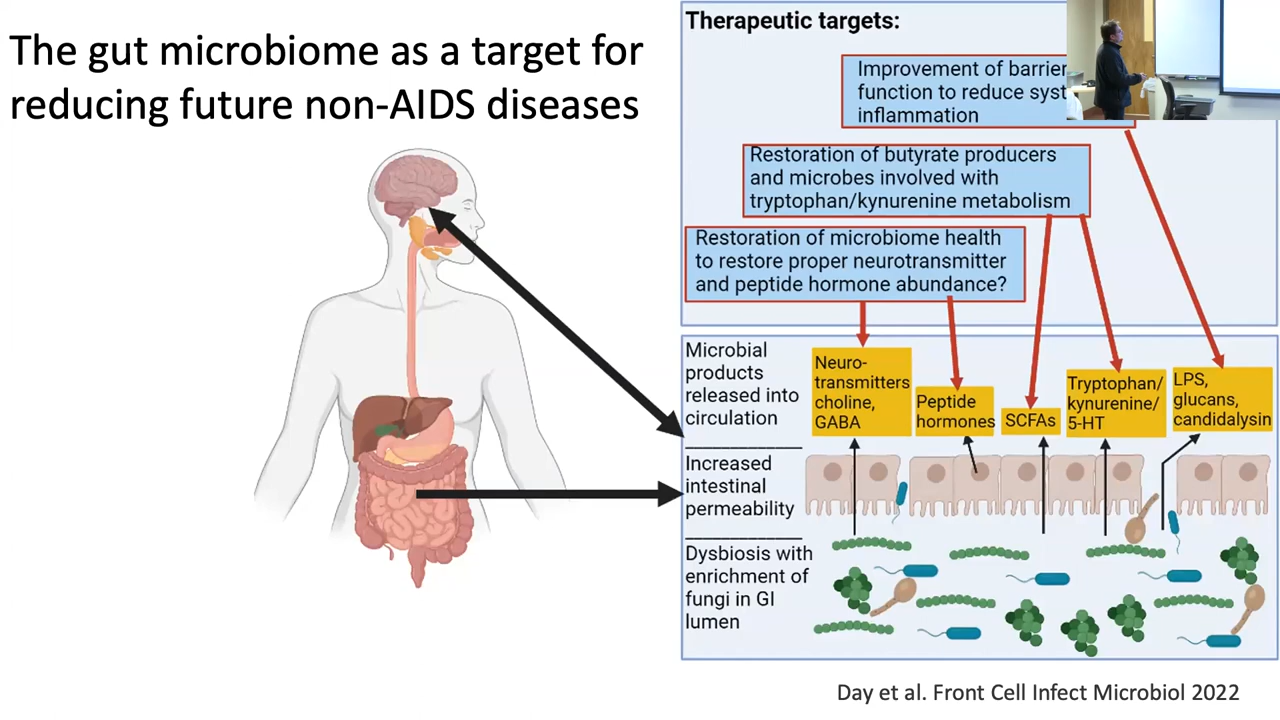 The gut microbiome as a target for
reducing future non-AIDS diseases
Therapeutic targets:
Improvement of barrier
function to reduce syst
inflammation
Restoration of butyrate producers
and microbes involved with
tryptophan/kynurenine metabolism
Restoration of microbiome health
to restore proper neurotransmitter
and peptide hormone abundance?
Microbial
products
released into
circulation
Increased
intestinal
permeability
Dysbiosis with
enrichment of
fungi in GI
lumen
Neuro-
transmitters
choline,
GABA
Peptide
hormones
SCFAs
Tryptophan/
kynurenine/
5-HT
LPS,
glucans,
candidalysin
Day et al. Front Cell Infect Microbiol 2022